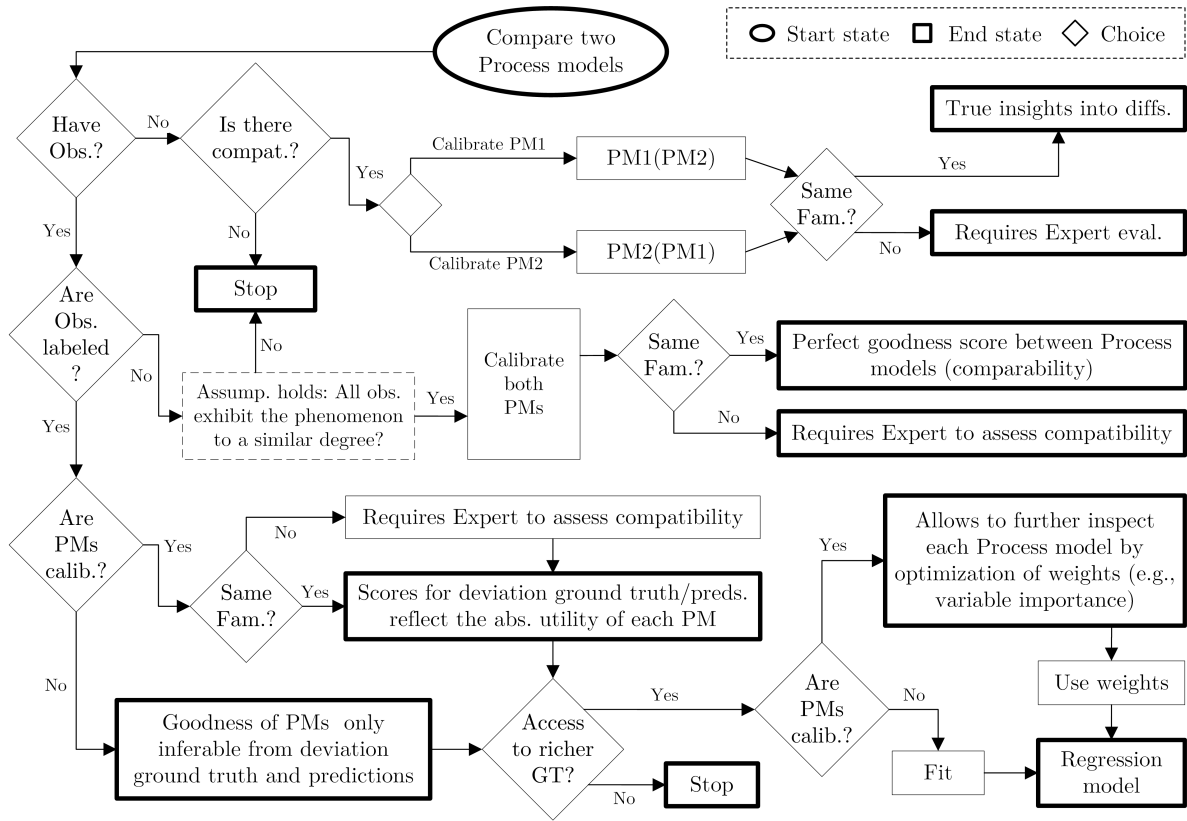 Compare two
Process models
Start state
End state
Choice
Have
Obs.?
No
Is there
compat.?
Yes
Calibrate PM1
PM1(PM2)
Calibrate PM2
PM2(PM1)
Same
Fam.?
Yes
True insights into diffs.
No
Requires Expert eval.
No
Stop
Yes
Are
Obs.
labeled
?
No
No
Assump. holds: All obs.
exhibit the phenomenon
to a similar degree?
Yes
Calibrate
both
PMs
Same
Fam.?
Yes
Perfect goodness score between Process
models (comparability)
No
Requires Expert to assess compatibility
Yes
Are
PMs
calib.?
Yes
Same
Fam.?
No
Requires Expert to assess compatibility
Yes
Scores for deviation ground truth/preds.
reflect the abs. utility of each PM
No
Goodness of PMs only
inferable from deviation
ground truth and predictions
Access
to richer
GT?
No
Stop
Yes
Are
PMs
calib.?
Yes
Allows to further inspect
each Process model by
optimization of weights (e.g.,
variable importance)
Use weights
No
Fit
Regression
model